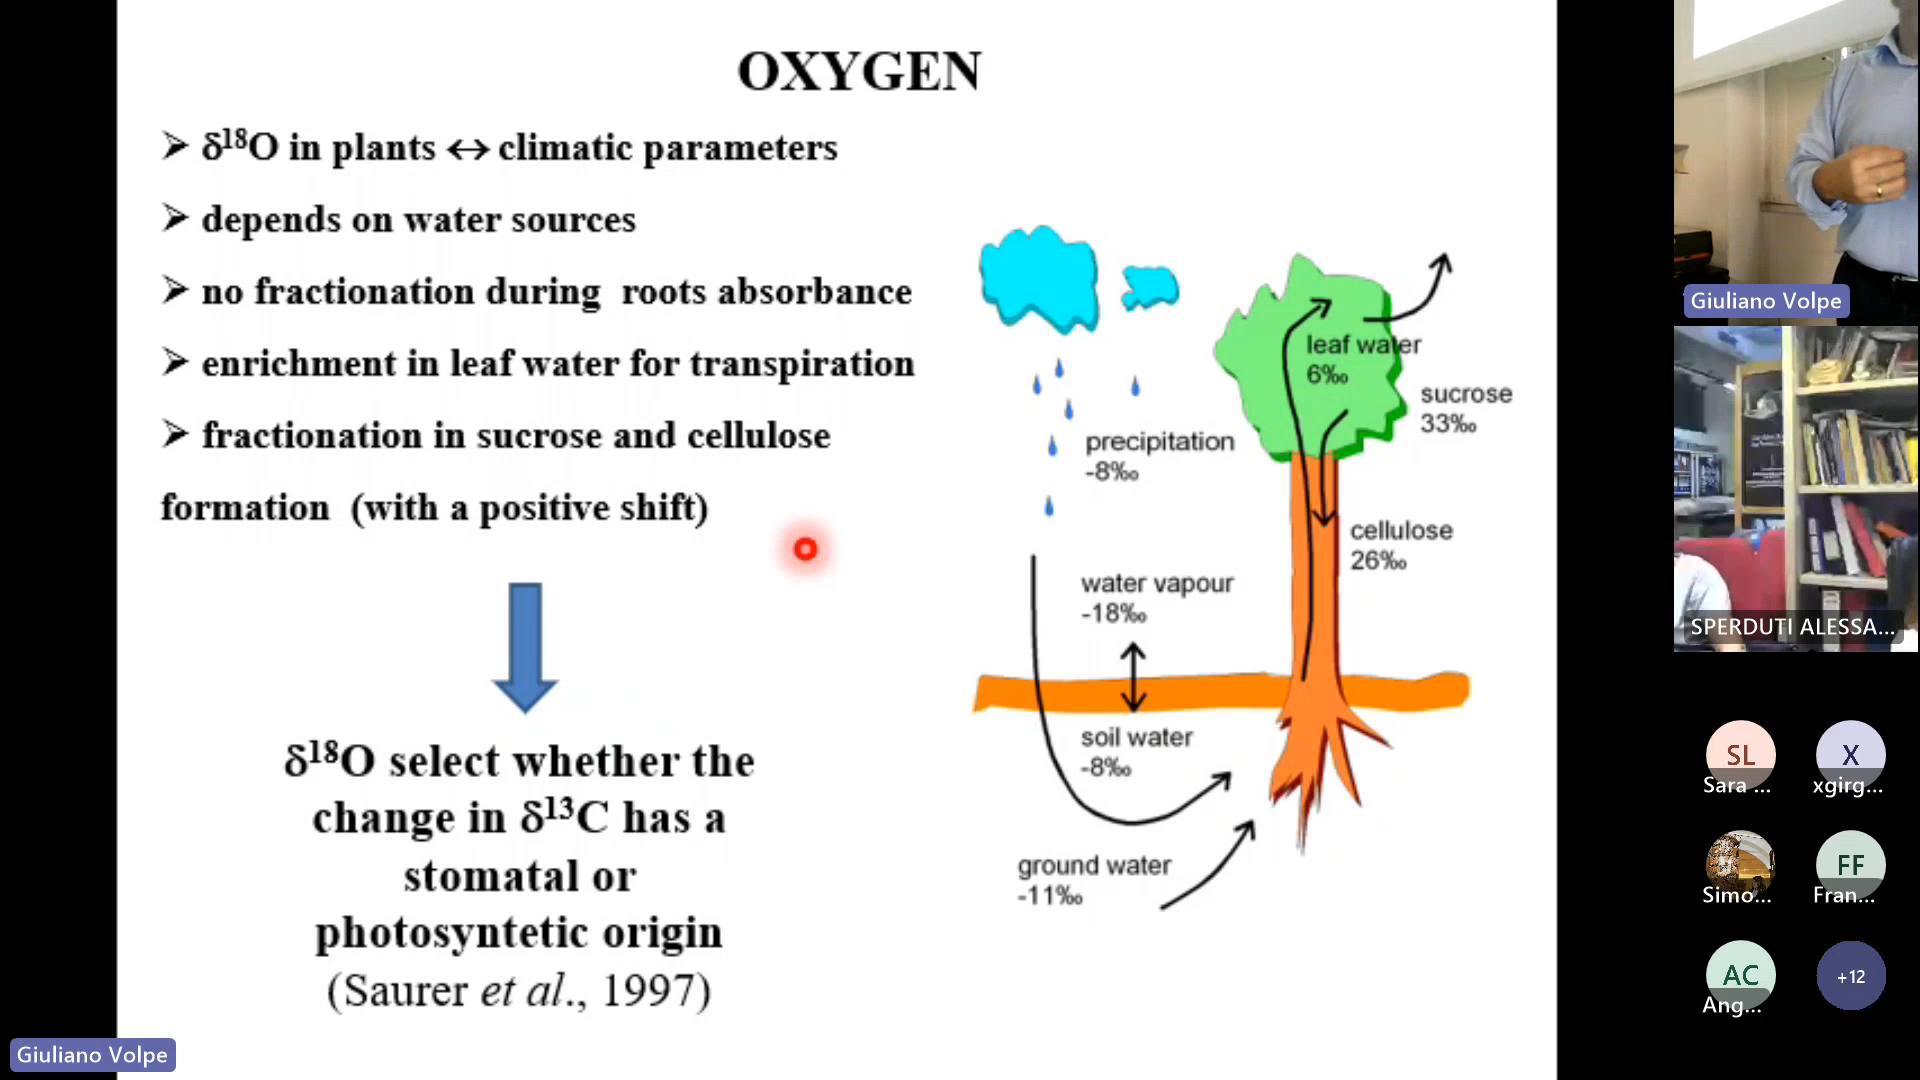 OXYGEN
➢ δ¹⁸O in plants ↔ climatic parameters
➢ depends on water sources
➢ no fractionation during roots absorbance
➢ enrichment in leaf water for transpiration
➢ fractionation in sucrose and cellulose
formation (with a positive shift)
δ¹⁸O select whether the
change in δ¹³C has a
stomatal or
photosyntetic origin
(Saurer et al., 1997)
leaf water
6‰
sucrose
33‰
precipitation
-8‰
cellulose
26‰
water vapour
-18‰
soil water
-8‰
ground water
-11‰
Giuliano Volpe
Giuliano Volpe
SPERDUTI ALESSA...
SL
Sara ...
X
xgirg...
Simo...
FF
Fran...
AC
Ang...
+12